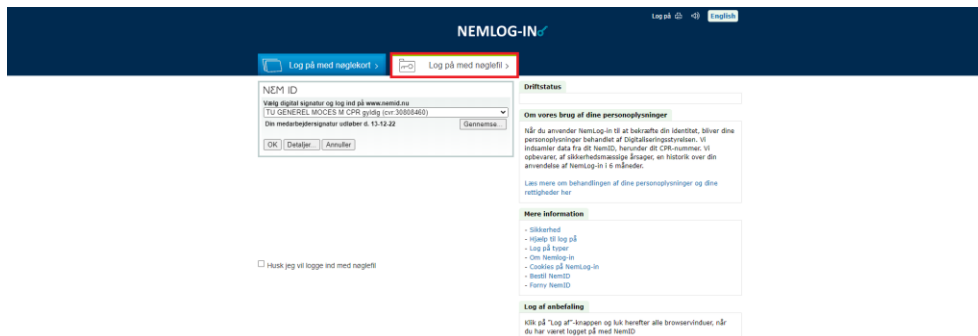 Log på
English
NEMLOG-IN
Log på med nøglekort ›
Log på med nøglefil ›
NEM ID
Vælg digital signatur og log ind på www.nemid.nu
TU GENEREL MOCES M CPR gyldig (cvr:30808460)
Din medarbejdersignatur udløber d. 13-12-22
Gennemse...
OK
Detaljer...
Annuller
Husk jeg vil logge ind med nøglefil
Driftstatus
Om vores brug af dine personoplysninger
Når du anvender NemLog-in til at bekræfte din identitet, bliver dine
personoplysninger behandlet af Digitaliseringsstyrelsen. Vi
indsamler data fra dit NemID, herunder dit CPR-nummer. Vi
opbevarer, af sikkerhedsmæssige årsager, en historik over din
anvendelse af NemLog-in i 6 måneder.
Læs mere om behandlingen af dine personoplysninger og dine
rettigheder her
Mere information
- Sikkerhed
- Hjælp til log på
- Log på typer
- Om Nemlog-in
- Cookies på NemLog-in
- Bestil NemID
- Forny NemID
Log af anbefaling
Klik på "Log af"-knappen og luk herefter alle browservinduer, når
du har været logget på med NemID